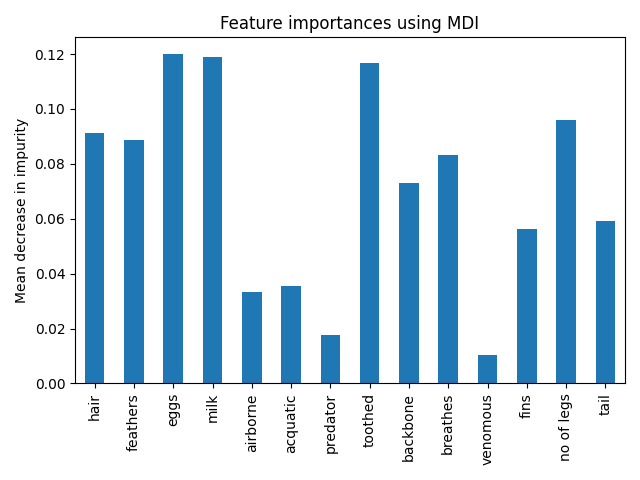 Feature importances using MDI
Mean decrease in impurity
0.12
0.10
0.08
0.06
0.04
0.02
0.00
hair
feathers
eggs
milk
airborne
acquatic
predator
toothed
backbone
breathes
venomous
fins
no of legs
tail